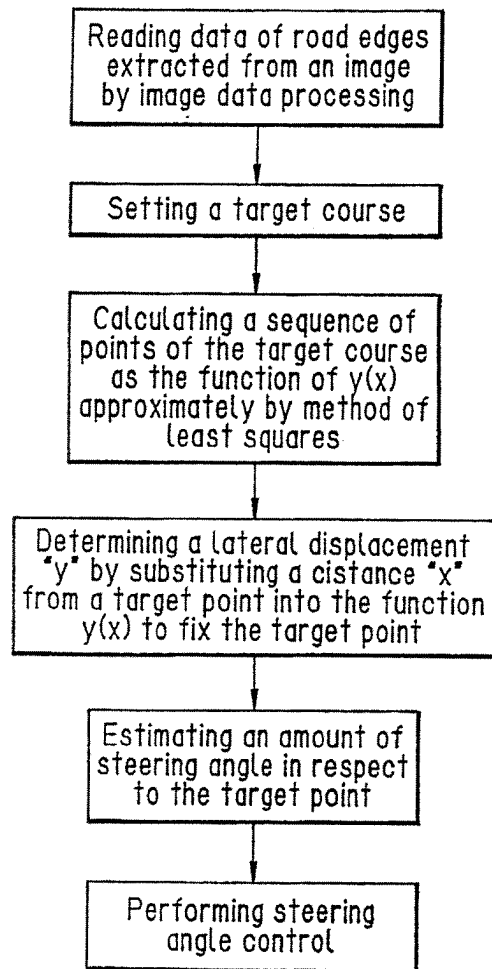 Reading data of road edges
extracted from an image
by image data processing
Setting a target course
Calculating a sequence of
points of the target course
as the function of y(x)
approximately by method of
least squares
Determining a lateral displacement
"y" by substituting a cistance "x"
from a target point into the function
y(x) to fix the target point
Estimating an amount of
steering angle in respect
to the target point
Performing steering
angle control